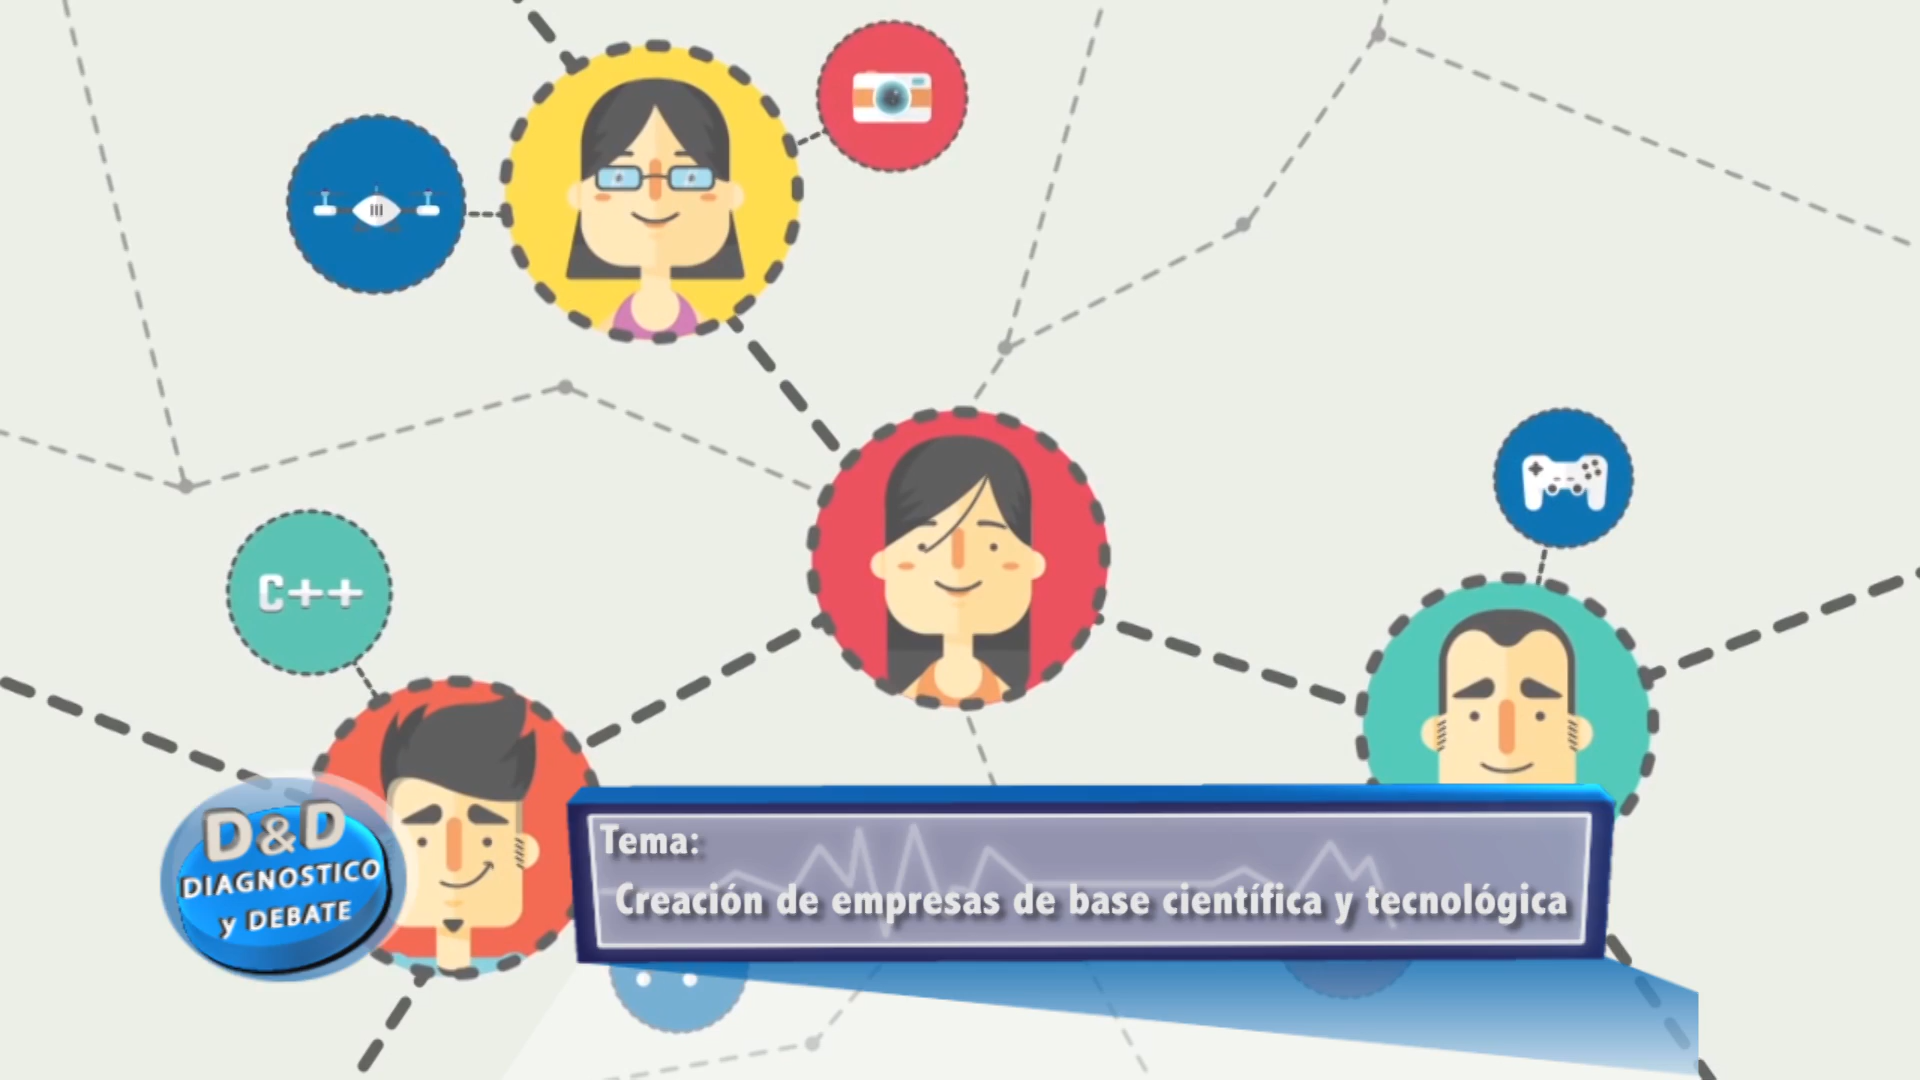 C++
D&D
DIAGNOSTICO
y DEBATE
Tema:
Creación de empresas de base científica y tecnológica